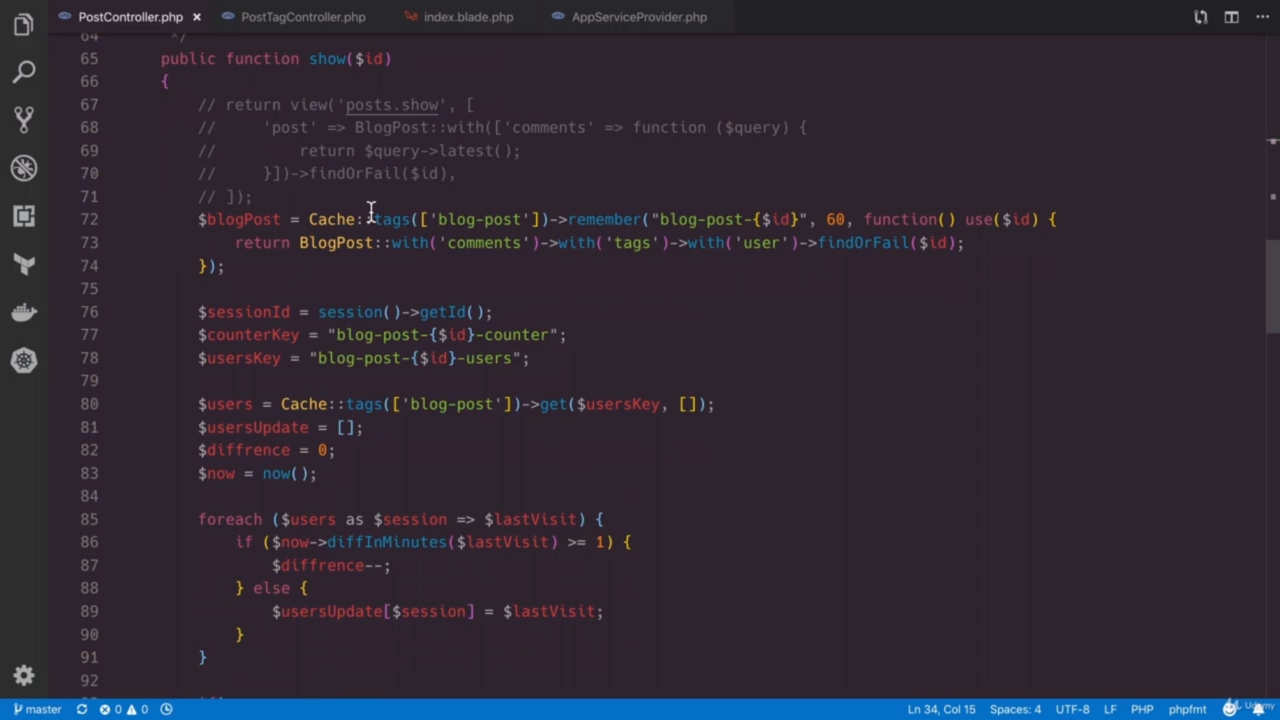 PostController.php × PostTagController.php index.blade.php AppServiceProvider.php
64 */
65 public function show($id)
66 {
67 // return view('posts.show', [
68 // 'post' => BlogPost::with(['comments' => function ($query) {
69 // return $query->latest();
70 // }])->findOrFail($id),
71 // ]);
72 $blogPost = Cache::tags(['blog-post'])->remember("blog-post-{$id}", 60, function() use($id) {
73 return BlogPost::with('comments')->with('tags')->with('user')->findOrFail($id);
74 });
75
76 $sessionId = session()->getId();
77 $counterKey = "blog-post-{$id}-counter";
78 $usersKey = "blog-post-{$id}-users";
79
80 $users = Cache::tags(['blog-post'])->get($usersKey, []);
81 $usersUpdate = [];
82 $diffrence = 0;
83 $now = now();
84
85 foreach ($users as $session => $lastVisit) {
86 if ($now->diffInMinutes($lastVisit) >= 1) {
87 $diffrence--;
88 } else {
89 $usersUpdate[$session] = $lastVisit;
90 }
91 }
92
master 0 0 Ln 34, Col 15 Spaces: 4 UTF-8 LF PHP phpfmt Udemy